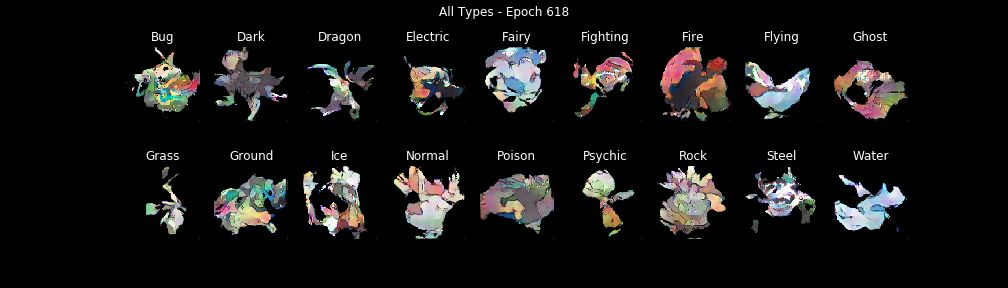 All Types - Epoch 618
Bug Dark Dragon Electric Fairy Fighting Fire Flying Ghost
Grass Ground Ice Normal Poison Psychic Rock Steel Water